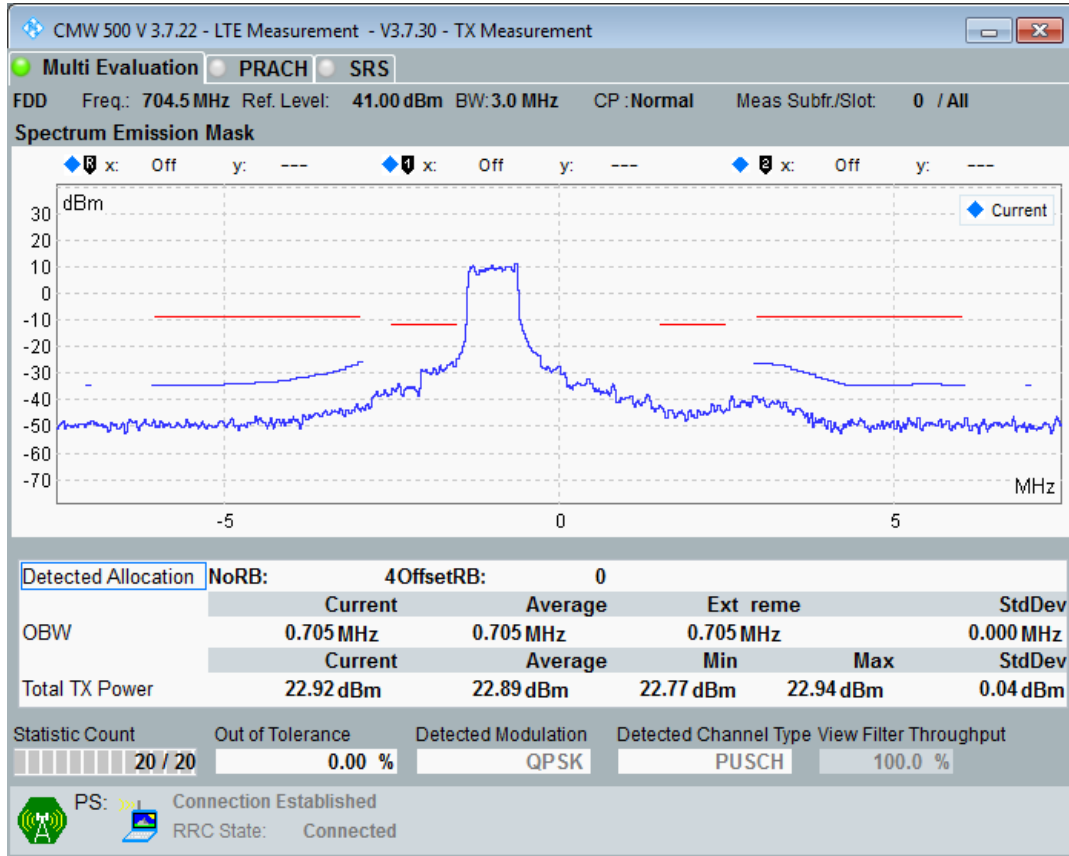 CMW 500 V 3.7.22 - LTE Measurement - V3.7.30 - TX Measurement
Multi Evaluation PRACH SRS
FDD Freq.: 704.5 MHz Ref. Level: 41.00 dBm BW: 3.0 MHz CP : Normal Meas Subfr./Slot: 0 / All
Spectrum Emission Mask
R x: Off y: --- 1 x: Off y: --- 2 x: Off y: ---
dBm
Current
30
20
10
0
-10
-20
-30
-40
-50
-60
-70
MHz
-5 0 5
Detected Allocation NoRB: 4 OffsetRB: 0
Current Average Ext reme StdDev
OBW 0.705 MHz 0.705 MHz 0.705 MHz 0.000 MHz
Current Average Min Max StdDev
Total TX Power 22.92 dBm 22.89 dBm 22.77 dBm 22.94 dBm 0.04 dBm
Statistic Count Out of Tolerance Detected Modulation Detected Channel Type View Filter Throughput
20 / 20 0.00 % QPSK PUSCH 100.0 %
PS: Connection Established
RRC State: Connected